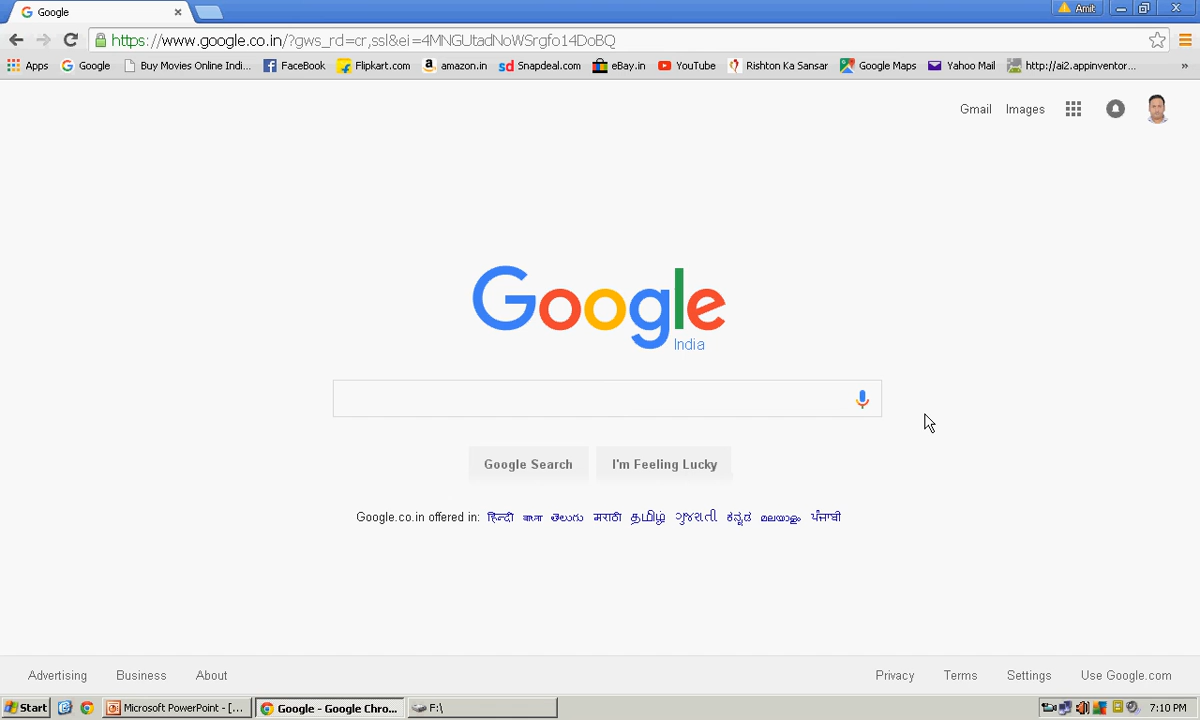 Google
Amit
https://www.google.co.in/?gws_rd=cr,ssl&ei=4MNGUtadNoWSrgfo14DoBQ
Apps Google Buy Movies Online Indi... FaceBook Flipkart.com amazon.in sd Snapdeal.com eBay.in YouTube Rishton Ka Sansar Google Maps Yahoo Mail http://ai2.appinventor... »
Gmail Images
Google
India
Google Search I'm Feeling Lucky
Google.co.in offered in: हिन्दी বাংলা తెలుగు मराठी தமிழ் ગુજરાતી ಕನ್ನಡ മലയാളം ਪੰਜਾਬੀ
Advertising Business About Privacy Terms Settings Use Google.com
Start Microsoft PowerPoint - [... Google - Google Chro... F:\ 7:10 PM